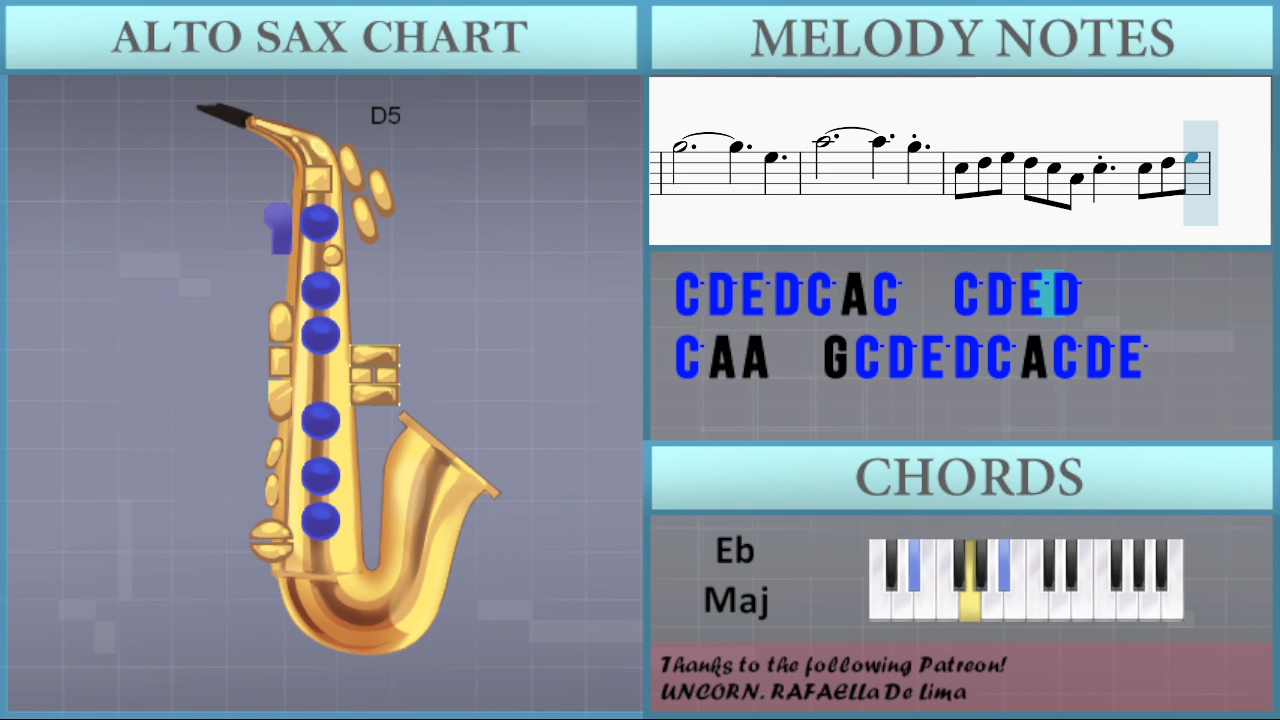 ALTO SAX CHART
D5
MELODY NOTES
CDEDCAC CDED
CAA GCDEDCACDE
CHORDS
Eb
Maj
Thanks to the following Patreon!
UNCORN. RAFAElla De lima